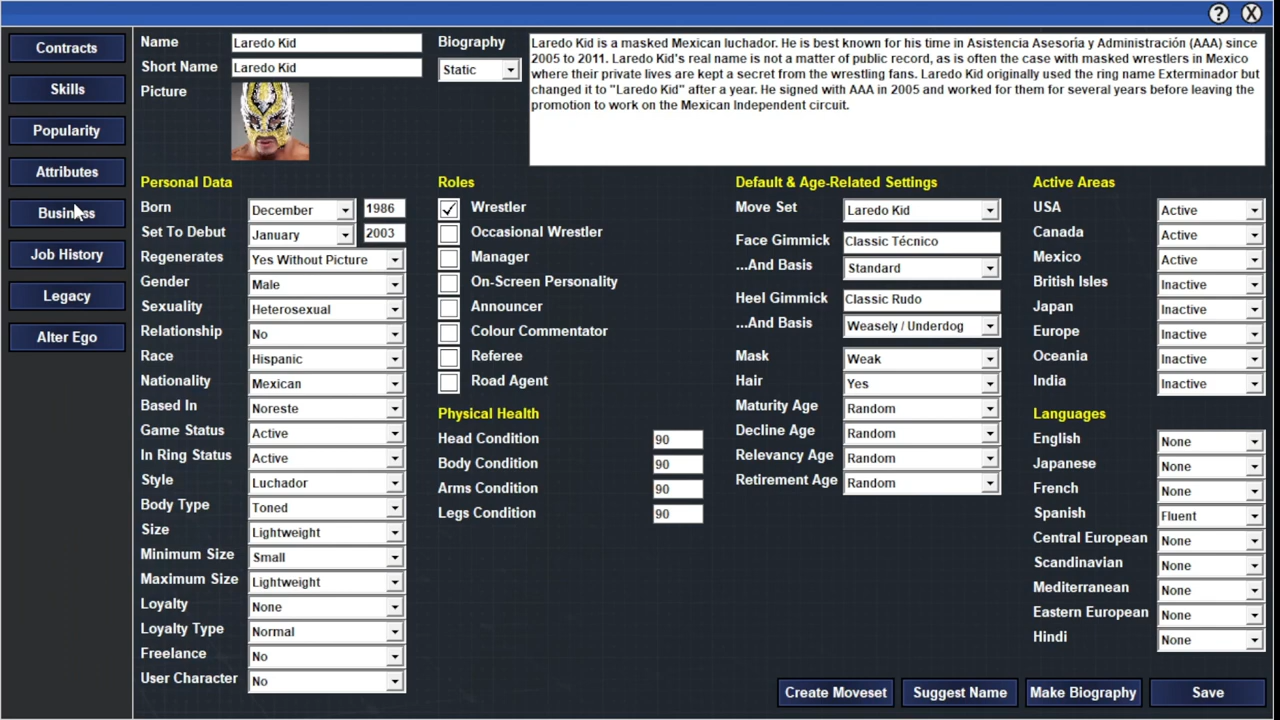 ? X
Contracts
Skills
Popularity
Attributes
Business
Job History
Legacy
Alter Ego
Name Laredo Kid
Short Name Laredo Kid
Picture
Biography
Static
Laredo Kid is a masked Mexican luchador. He is best known for his time in Asistencia Asesoría y Administración (AAA) since
2005 to 2011. Laredo Kid's real name is not a matter of public record, as is often the case with masked wrestlers in Mexico
where their private lives are kept a secret from the wrestling fans. Laredo Kid originally used the ring name Exterminador but
changed it to "Laredo Kid" after a year. He signed with AAA in 2005 and worked for them for several years before leaving the
promotion to work on the Mexican Independent circuit.
Personal Data
Born December 1986
Set To Debut January 2003
Regenerates Yes Without Picture
Gender Male
Sexuality Heterosexual
Relationship No
Race Hispanic
Nationality Mexican
Based In Noreste
Game Status Active
In Ring Status Active
Style Luchador
Body Type Toned
Size Lightweight
Minimum Size Small
Maximum Size Lightweight
Loyalty None
Loyalty Type Normal
Freelance No
User Character No
Roles
Wrestler
Occasional Wrestler
Manager
On-Screen Personality
Announcer
Colour Commentator
Referee
Road Agent
Physical Health
Head Condition 90
Body Condition 90
Arms Condition 90
Legs Condition 90
Default & Age-Related Settings
Move Set Laredo Kid
Face Gimmick Classic Técnico
...And Basis Standard
Heel Gimmick Classic Rudo
...And Basis Weasely / Underdog
Mask Weak
Hair Yes
Maturity Age Random
Decline Age Random
Relevancy Age Random
Retirement Age Random
Active Areas
USA Active
Canada Active
Mexico Active
British Isles Inactive
Japan Inactive
Europe Inactive
Oceania Inactive
India Inactive
Languages
English None
Japanese None
French None
Spanish Fluent
Central European None
Scandinavian None
Mediterranean None
Eastern European None
Hindi None
Create Moveset
Suggest Name
Make Biography
Save